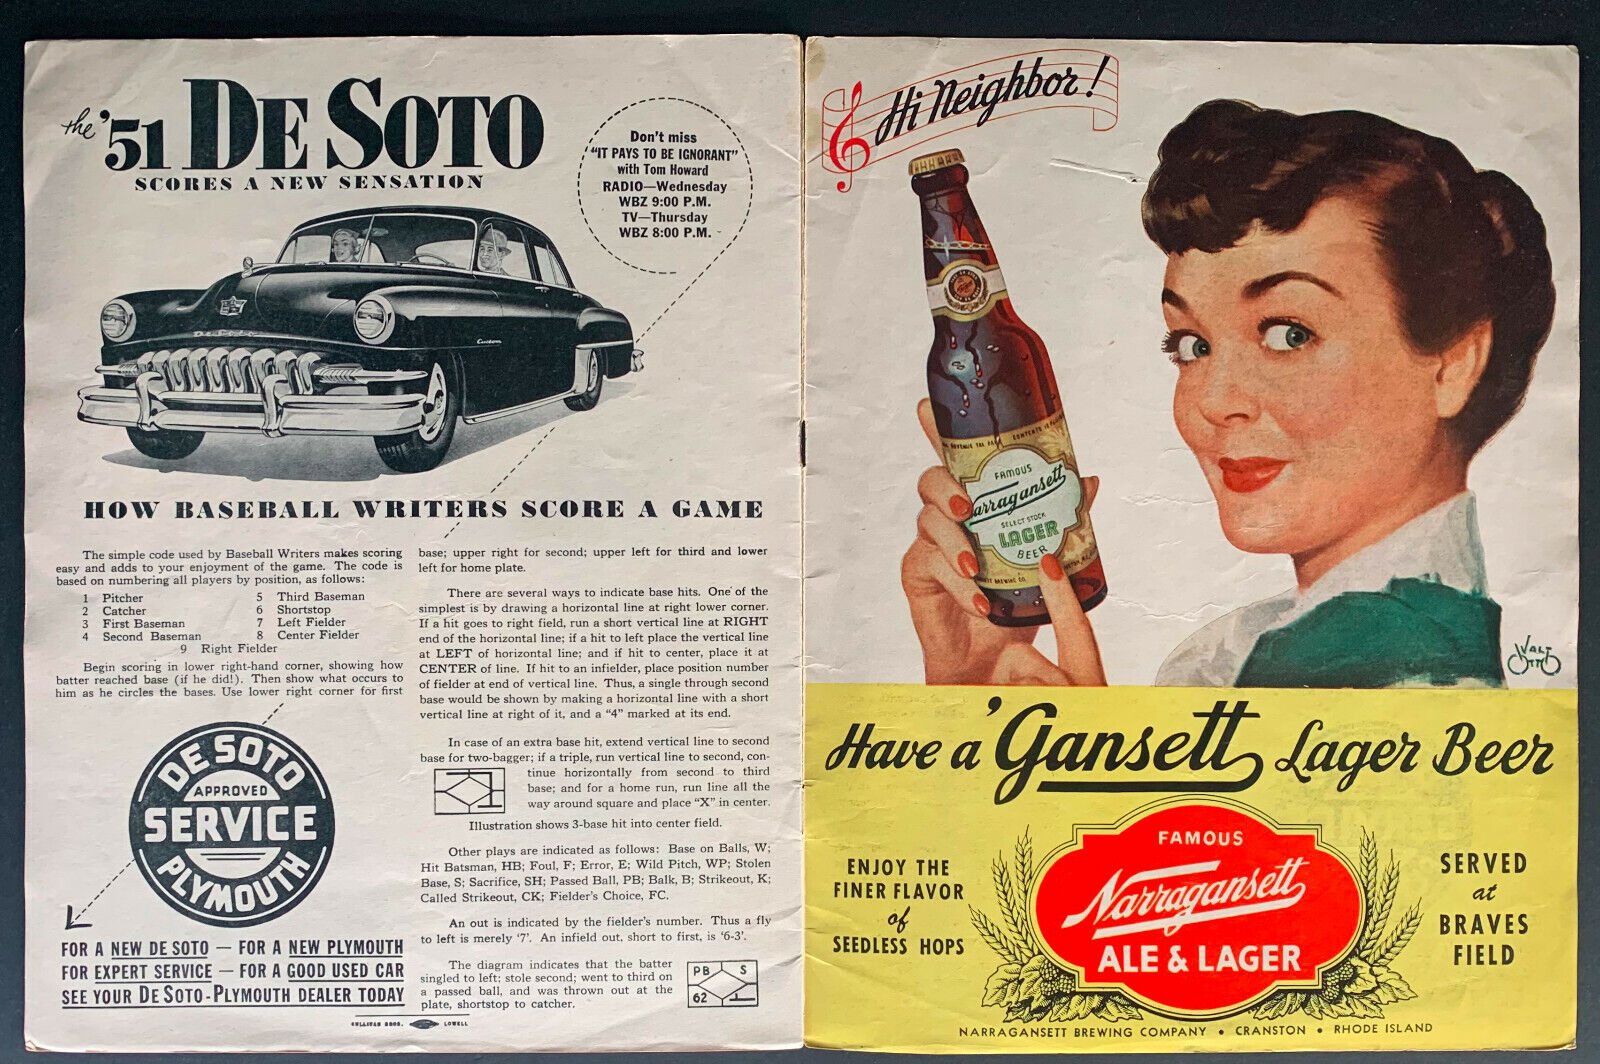 the '51 DE SOTO
SCORES A NEW SENSATION
Don't miss
"IT PAYS TO BE IGNORANT"
with Tom Howard
RADIO—Wednesday
WBZ 9:00 P.M.
TV—Thursday
WBZ 8:00 P.M.
De Soto
Custom
HOW BASEBALL WRITERS SCORE A GAME
The simple code used by Baseball Writers makes scoring
easy and adds to your enjoyment of the game. The code is
based on numbering all players by position, as follows:
1 Pitcher
2 Catcher
3 First Baseman
4 Second Baseman
5 Third Baseman
6 Shortstop
7 Left Fielder
8 Center Fielder
9 Right Fielder
Begin scoring in lower right-hand corner, showing how
batter reached base (if he did!). Then show what occurs to
him as he circles the bases. Use lower right corner for first
base; upper right for second; upper left for third and lower
left for home plate.
There are several ways to indicate base hits. One of the
simplest is by drawing a horizontal line at right lower corner.
If a hit goes to right field, run a short vertical line at RIGHT
end of the horizontal line; if a hit to left place the vertical line
at LEFT of horizontal line; and if hit to center, place it at
CENTER of line. If hit to an infielder, place position number
of fielder at end of vertical line. Thus, a single through second
base would be shown by making a horizontal line with a short
vertical line at right of it, and a "4" marked at its end.
In case of an extra base hit, extend vertical line to second
base for two-bagger; if a triple, run vertical line to second, con-
tinue horizontally from second to third
base; and for a home run, run line all the
way around square and place "X" in center.
Illustration shows 3-base hit into center field.
Other plays are indicated as follows: Base on Balls, W;
Hit Batsman, HB; Foul, F; Error, E; Wild Pitch, WP; Stolen
Base, S; Sacrifice, SH; Passed Ball, PB; Balk, B; Strikeout, K;
Called Strikeout, CK; Fielder's Choice, FC.
An out is indicated by the fielder's number. Thus a fly
to left is merely '7'. An infield out, short to first, is '6-3'.
The diagram indicates that the batter
singled to left; stole second; went to third on
a passed ball, and was thrown out at the
plate, shortstop to catcher.
PB S
62
DE SOTO
APPROVED
SERVICE
PLYMOUTH
FOR A NEW DE SOTO — FOR A NEW PLYMOUTH
FOR EXPERT SERVICE — FOR A GOOD USED CAR
SEE YOUR DE SOTO-PLYMOUTH DEALER TODAY
SULLIVAN BROS. LOWELL
Hi Neighbor!
FAMOUS
Narragansett
SELECT STOCK
LAGER
BEER
WALT
OTTO
Have a 'Gansett Lager Beer
ENJOY THE
FINER FLAVOR
of
SEEDLESS HOPS
FAMOUS
Narragansett
ALE & LAGER
SERVED
at
BRAVES
FIELD
NARRAGANSETT BREWING COMPANY • CRANSTON • RHODE ISLAND